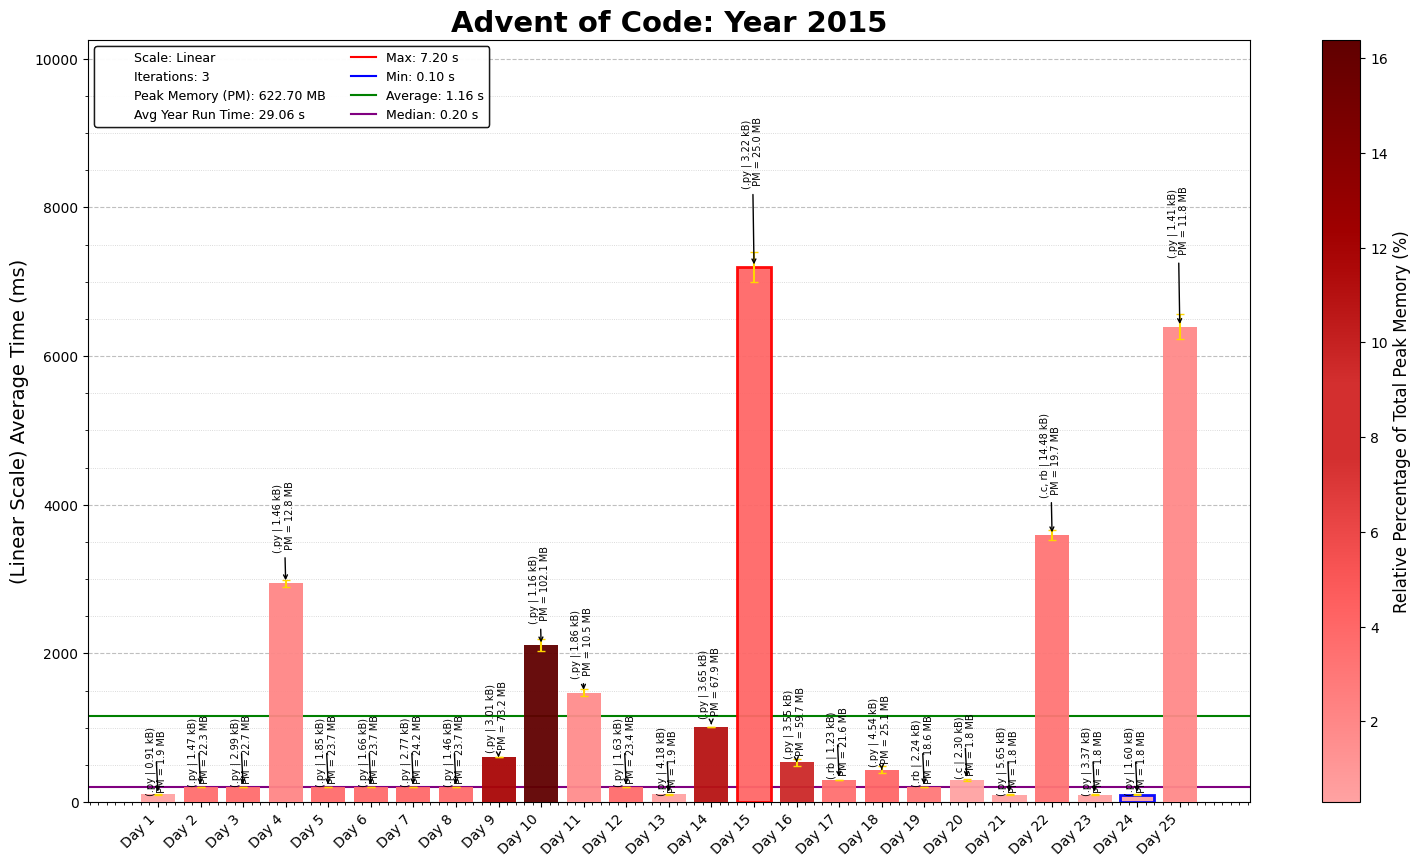 Advent of Code: Year 2015
(Linear Scale) Average Time (ms)
10000
8000
6000
4000
2000
0
Scale: Linear
Iterations: 3
Peak Memory (PM): 622.70 MB
Avg Year Run Time: 29.06 s
Max: 7.20 s
Min: 0.10 s
Average: 1.16 s
Median: 0.20 s
(.py | 0.91 kB)
PM = 1.9 MB
(.py | 1.47 kB)
PM = 22.3 MB
(.py | 2.99 kB)
PM = 22.7 MB
(.py | 1.46 kB)
PM = 12.8 MB
(.py | 1.85 kB)
PM = 23.7 MB
(.py | 1.66 kB)
PM = 23.7 MB
(.py | 2.77 kB)
PM = 24.2 MB
(.py | 1.46 kB)
PM = 23.7 MB
(.py | 3.01 kB)
PM = 73.2 MB
(.py | 1.16 kB)
PM = 102.1 MB
(.py | 1.86 kB)
PM = 10.5 MB
(.py | 1.63 kB)
PM = 23.4 MB
(.py | 4.18 kB)
PM = 1.9 MB
(.py | 3.65 kB)
PM = 67.9 MB
(.py | 3.22 kB)
PM = 25.0 MB
(.py | 3.55 kB)
PM = 59.7 MB
(.rb | 1.23 kB)
PM = 21.6 MB
(.py | 4.54 kB)
PM = 25.1 MB
(.rb | 2.24 kB)
PM = 18.6 MB
(.c | 2.30 kB)
PM = 1.8 MB
(.py | 5.65 kB)
PM = 1.8 MB
(.c, rb | 14.48 kB)
PM = 19.7 MB
(.py | 3.37 kB)
PM = 1.8 MB
(.py | 1.60 kB)
PM = 1.8 MB
(.py | 1.41 kB)
PM = 11.8 MB
Day 1
Day 2
Day 3
Day 4
Day 5
Day 6
Day 7
Day 8
Day 9
Day 10
Day 11
Day 12
Day 13
Day 14
Day 15
Day 16
Day 17
Day 18
Day 19
Day 20
Day 21
Day 22
Day 23
Day 24
Day 25
16
14
12
10
8
6
4
2
Relative Percentage of Total Peak Memory (%)